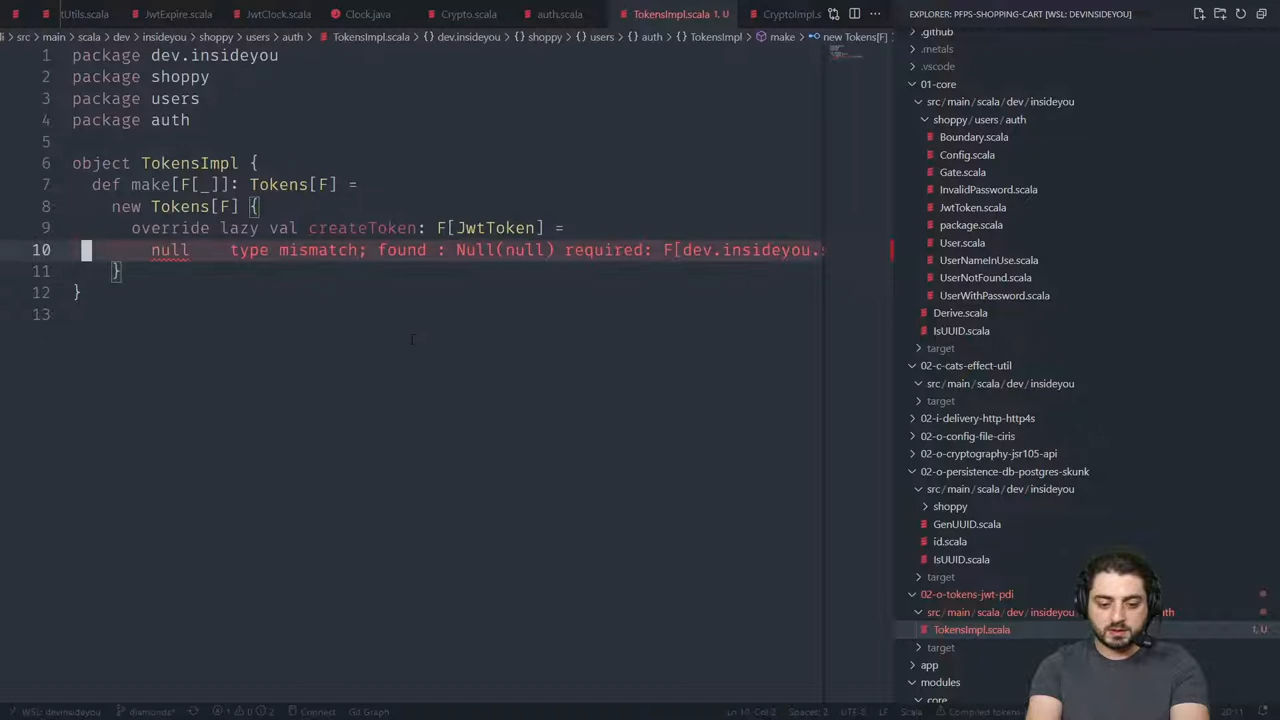 tUtils.scala JwtExpire.scala JwtClock.scala Clock.java Crypto.scala auth.scala TokensImpl.scala 1, U CryptoImpl.s
EXPLORER: PFPS-SHOPPING-CART [WSL: DEVINSIDEYOU]
src > main > scala > dev > insideyou > shoppy > users > auth > TokensImpl.scala > {} dev.insideyou > {} shoppy > {} users > {} auth > {} TokensImpl > make > new Tokens[F]
1 package dev.insideyou
2 package shoppy
3 package users
4 package auth
5
6 object TokensImpl {
7 def make[F[_]]: Tokens[F] =
8 new Tokens[F] {
9 override lazy val createToken: F[JwtToken] =
10 null type mismatch; found : Null(null) required: F[dev.insideyou.s
11 }
12 }
13
.github
.metals
.vscode
01-core
src / main / scala / dev / insideyou
shoppy / users / auth
Boundary.scala
Config.scala
Gate.scala
InvalidPassword.scala
JwtToken.scala
package.scala
User.scala
UserNameInUse.scala
UserNotFound.scala
UserWithPassword.scala
Derive.scala
IsUUID.scala
target
02-c-cats-effect-util
src / main / scala / dev / insideyou
target
02-i-delivery-http-http4s
02-o-config-file-ciris
02-o-cryptography-jsr105-api
02-o-persistence-db-postgres-skunk
src / main / scala / dev / insideyou
shoppy
GenUUID.scala
id.scala
IsUUID.scala
target
02-o-tokens-jwt-pdi
src / main / scala / dev / insideyou
TokensImpl.scala 1, U
target
app
modules
core
WSL: devinsideyou diamonds* 1 0 2 Connect Git Graph Ln 10, Col 2 Spaces: 2 UTF-8 LF Scala 20:11